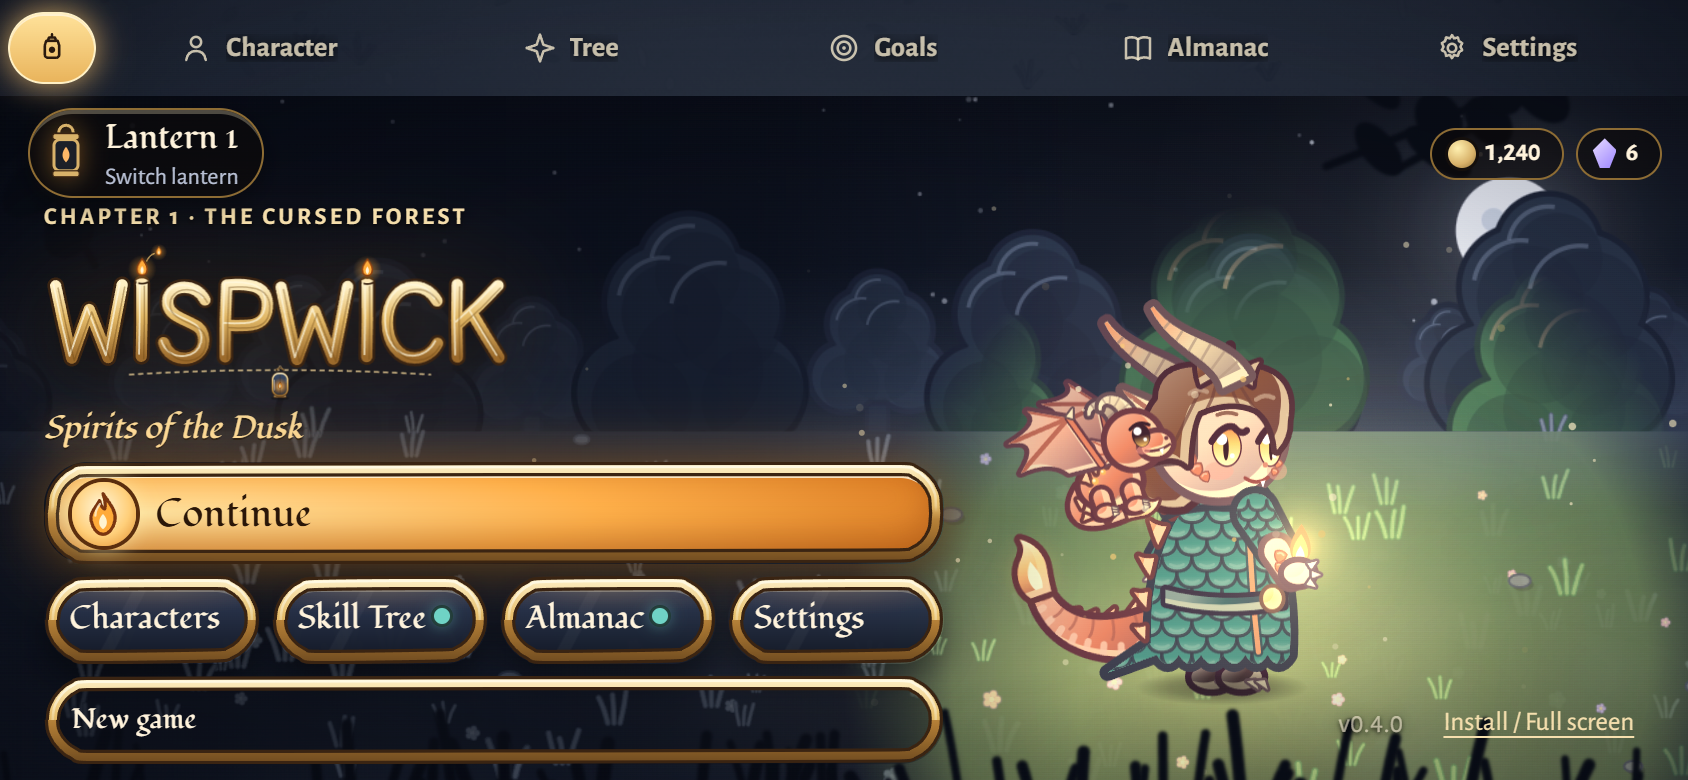 Character
Tree
Goals
Almanac
Settings
Lantern 1
Switch lantern
1,240
6
CHAPTER 1 · THE CURSED FOREST
WiSPWiCK
Spirits of the Dusk
Continue
Characters
Skill Tree
Almanac
Settings
New game
v0.4.0
Install / Full screen